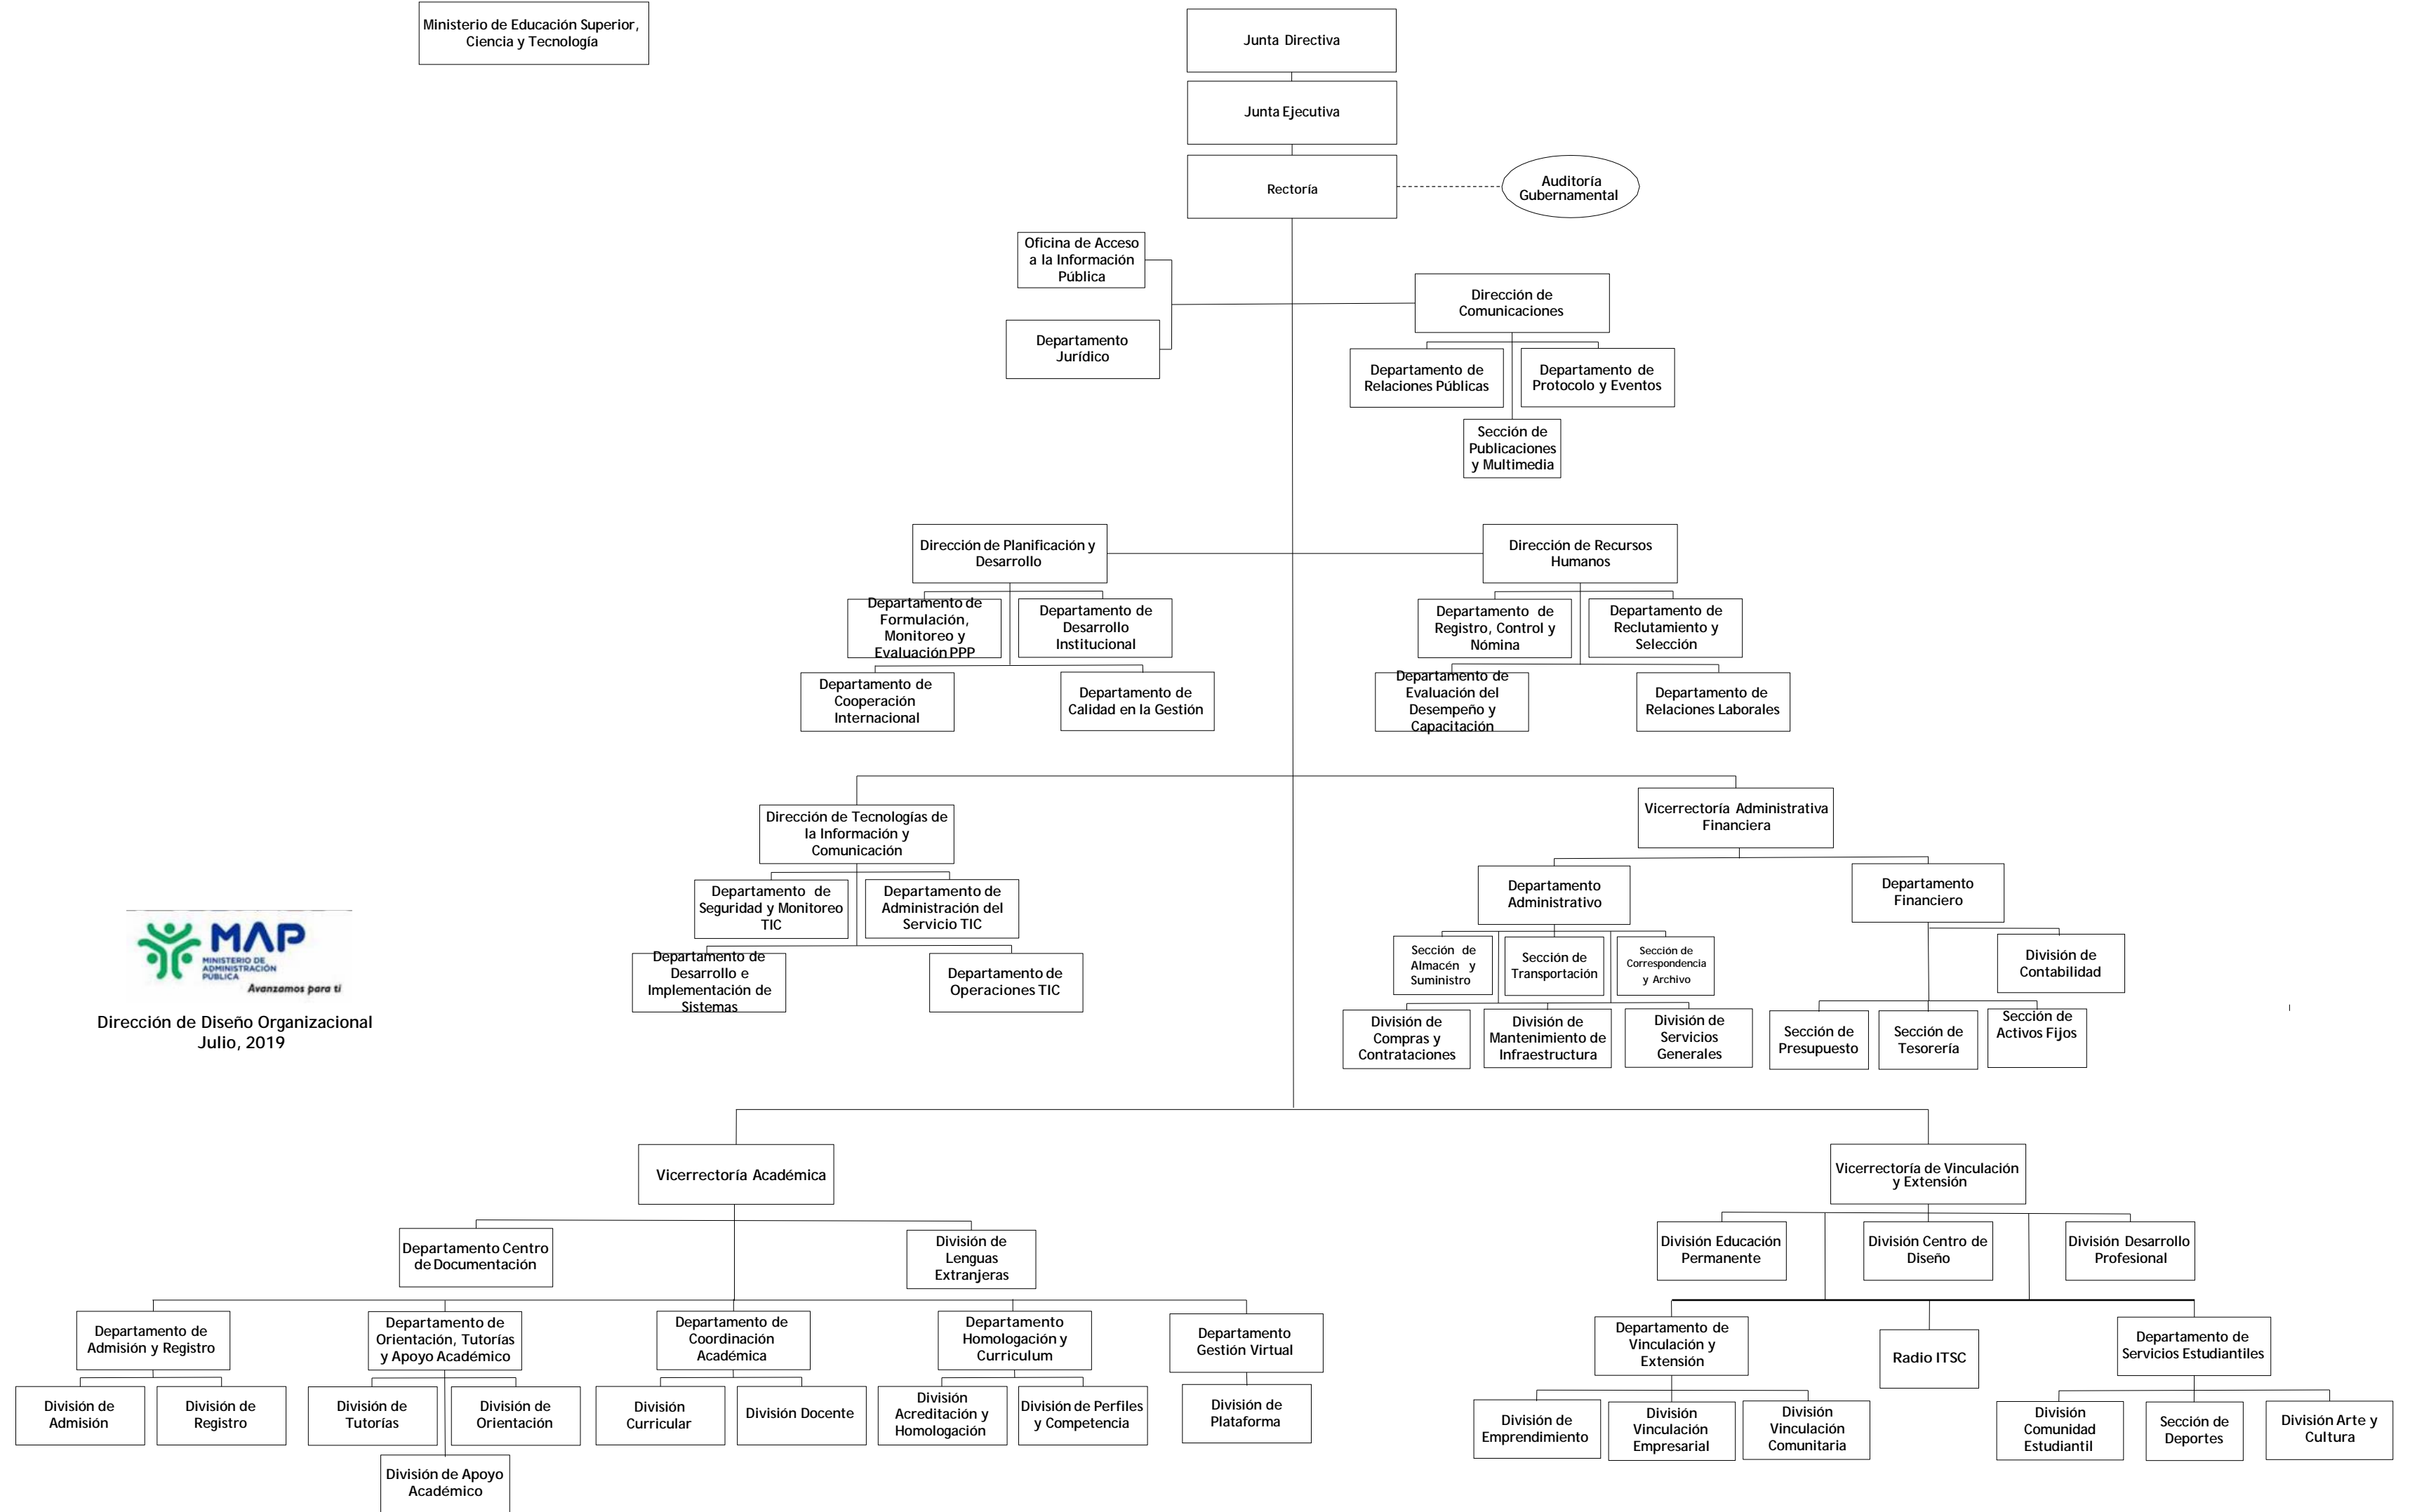 Ministerio de Educación Superior,
Ciencia y Tecnología
Junta Directiva
Junta Ejecutiva
Rectoría
Auditoría
Gubernamental
Oficina de Acceso
a la Información
Pública
Dirección de
Comunicaciones
Departamento
Jurídico
Departamento de
Relaciones Públicas
Departamento de
Protocolo y Eventos
Sección de
Publicaciones
y Multimedia
Dirección de Planificación y
Desarrollo
Dirección de Recursos
Humanos
Departamento de
Formulación,
Monitoreo y
Evaluación PPP
Departamento de
Desarrollo
Institucional
Departamento de
Registro, Control y
Nómina
Departamento de
Reclutamiento y
Selección
Departamento de
Cooperación
Internacional
Departamento de
Calidad en la Gestión
Departamento de
Evaluación del
Desempeño y
Capacitación
Departamento de
Relaciones Laborales
Dirección de Tecnologías de
la Información y
Comunicación
Vicerrectoría Administrativa
Financiera
Departamento de
Seguridad y Monitoreo
TIC
Departamento de
Administración del
Servicio TIC
Departamento
Administrativo
Departamento
Financiero
Departamento de
Desarrollo e
Implementación de
Sistemas
Departamento de
Operaciones TIC
Sección de
Almacén y
Suministro
Sección de
Transportación
Sección de
Correspondencia
y Archivo
División de
Contabilidad
División de
Compras y
Contrataciones
División de
Mantenimiento de
Infraestructura
División de
Servicios
Generales
Sección de
Presupuesto
Sección de
Tesorería
Sección de
Activos Fijos
MAP
MINISTERIO DE
ADMINISTRACIÓN
PÚBLICA
Avanzamos para ti
Dirección de Diseño Organizacional
Julio, 2019
Vicerrectoría Académica
Vicerrectoría de Vinculación
y Extensión
Departamento Centro
de Documentación
División de
Lenguas
Extranjeras
División Educación
Permanente
División Centro de
Diseño
División Desarrollo
Profesional
Departamento de
Admisión y Registro
Departamento de
Orientación, Tutorías
y Apoyo Académico
Departamento de
Coordinación
Académica
Departamento
Homologación y
Curriculum
Departamento
Gestión Virtual
Departamento de
Vinculación y
Extensión
Radio ITSC
Departamento de
Servicios Estudiantiles
División de
Admisión
División de
Registro
División de
Tutorías
División de
Orientación
División
Curricular
División Docente
División
Acreditación y
Homologación
División de Perfiles
y Competencia
División de
Plataforma
División de
Emprendimiento
División
Vinculación
Empresarial
División
Vinculación
Comunitaria
División
Comunidad
Estudiantil
Sección de
Deportes
División Arte y
Cultura
División de Apoyo
Académico